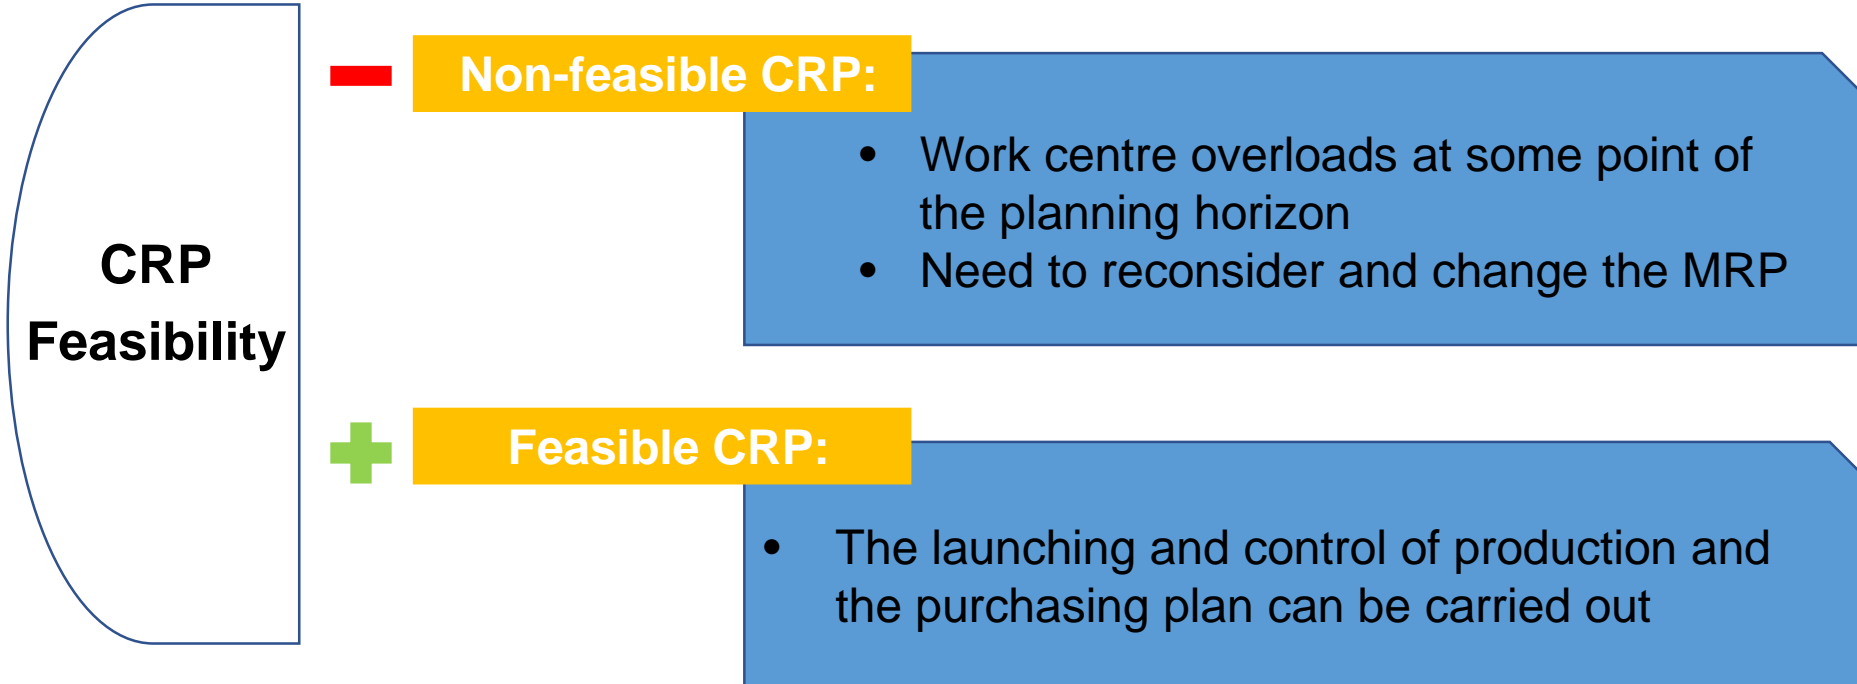 CRP
Feasibility
Non-feasible CRP:
• Work centre overloads at some point of
the planning horizon
• Need to reconsider and change the MRP
Feasible CRP:
• The launching and control of production and
the purchasing plan can be carried out